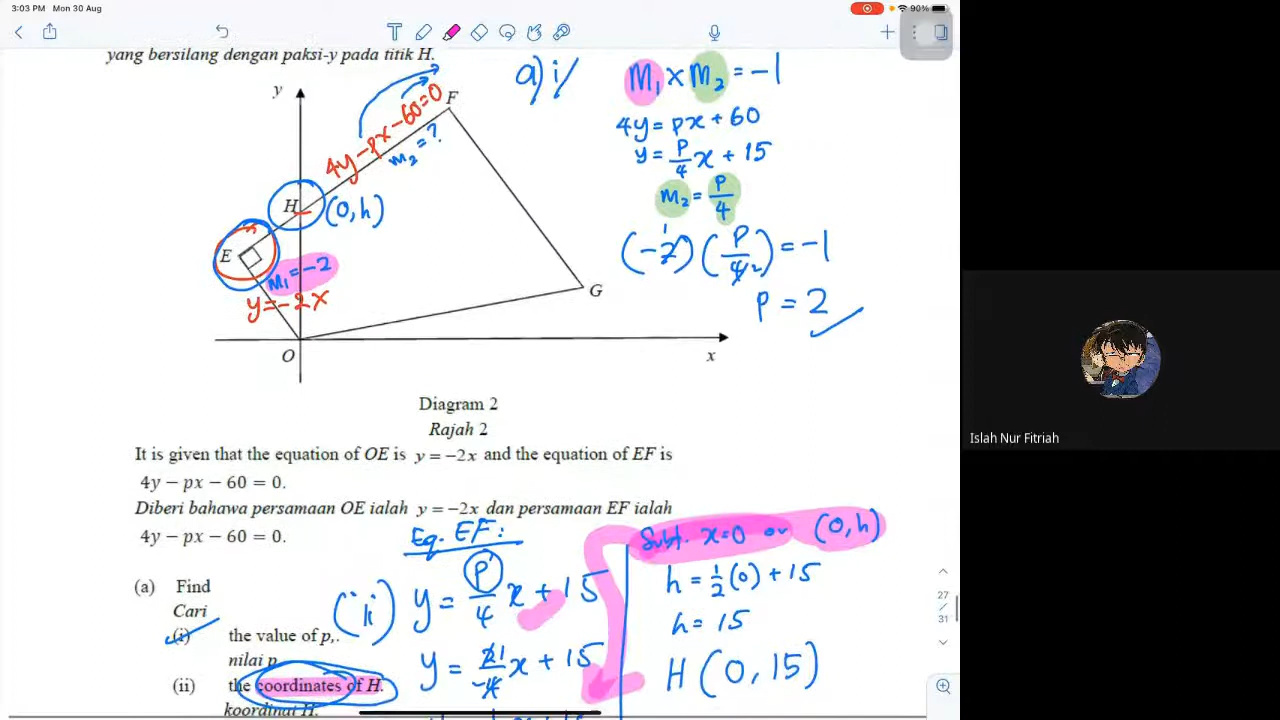 3:03 PM Mon 30 Aug
90%
yang bersilang dengan paksi-y pada titik H.
y
F
4y-px-60=0
m₂=?
H
(0,h)
E
M₁=-2
y=-2x
G
O
x
a)i/
M₁ x M₂ = -1
4y = px + 60
y = p/4 x + 15
m₂ = p/4
(-2)(p/4) = -1
1
2
p = 2
Diagram 2
Rajah 2
It is given that the equation of OE is y = −2x and the equation of EF is
4y − px − 60 = 0.
Diberi bahawa persamaan OE ialah y = −2x dan persamaan EF ialah
4y − px − 60 = 0.
Eq. EF:
(ii) y = p/4 x + 15
Subt. x=0 or (0,h)
h = 1/2 (0) + 15
h = 15
H (0, 15)
(a) Find
Cari
(i) the value of p,.
nilai p
(ii) the coordinates of H.
koordinat H.
27
/
31
Islah Nur Fitriah